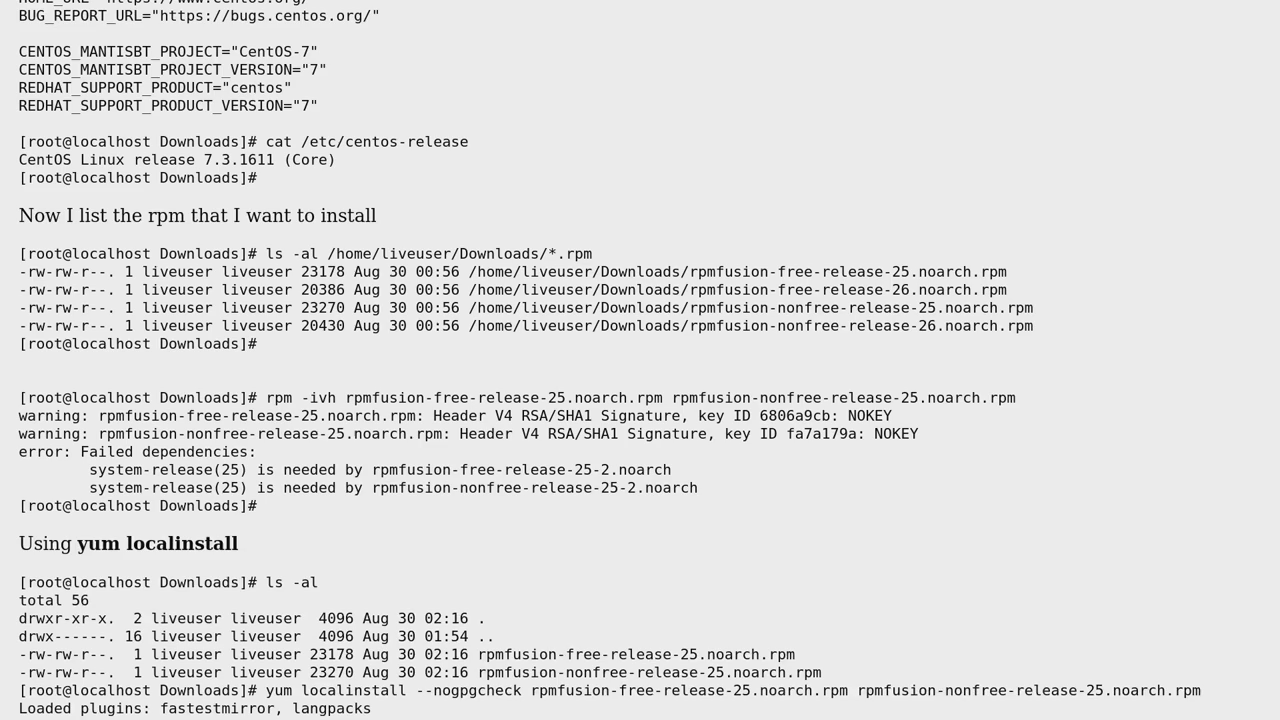 HOME_URL="https://www.centos.org/"
BUG_REPORT_URL="https://bugs.centos.org/"
CENTOS_MANTISBT_PROJECT="CentOS-7"
CENTOS_MANTISBT_PROJECT_VERSION="7"
REDHAT_SUPPORT_PRODUCT="centos"
REDHAT_SUPPORT_PRODUCT_VERSION="7"
[root@localhost Downloads]# cat /etc/centos-release
CentOS Linux release 7.3.1611 (Core)
[root@localhost Downloads]#
Now I list the rpm that I want to install
[root@localhost Downloads]# ls -al /home/liveuser/Downloads/*.rpm
-rw-rw-r--. 1 liveuser liveuser 23178 Aug 30 00:56 /home/liveuser/Downloads/rpmfusion-free-release-25.noarch.rpm
-rw-rw-r--. 1 liveuser liveuser 20386 Aug 30 00:56 /home/liveuser/Downloads/rpmfusion-free-release-26.noarch.rpm
-rw-rw-r--. 1 liveuser liveuser 23270 Aug 30 00:56 /home/liveuser/Downloads/rpmfusion-nonfree-release-25.noarch.rpm
-rw-rw-r--. 1 liveuser liveuser 20430 Aug 30 00:56 /home/liveuser/Downloads/rpmfusion-nonfree-release-26.noarch.rpm
[root@localhost Downloads]#
[root@localhost Downloads]# rpm -ivh rpmfusion-free-release-25.noarch.rpm rpmfusion-nonfree-release-25.noarch.rpm
warning: rpmfusion-free-release-25.noarch.rpm: Header V4 RSA/SHA1 Signature, key ID 6806a9cb: NOKEY
warning: rpmfusion-nonfree-release-25.noarch.rpm: Header V4 RSA/SHA1 Signature, key ID fa7a179a: NOKEY
error: Failed dependencies:
        system-release(25) is needed by rpmfusion-free-release-25-2.noarch
        system-release(25) is needed by rpmfusion-nonfree-release-25-2.noarch
[root@localhost Downloads]#
Using yum localinstall
[root@localhost Downloads]# ls -al
total 56
drwxr-xr-x.  2 liveuser liveuser  4096 Aug 30 02:16 .
drwx------. 16 liveuser liveuser  4096 Aug 30 01:54 ..
-rw-rw-r--.  1 liveuser liveuser 23178 Aug 30 02:16 rpmfusion-free-release-25.noarch.rpm
-rw-rw-r--.  1 liveuser liveuser 23270 Aug 30 02:16 rpmfusion-nonfree-release-25.noarch.rpm
[root@localhost Downloads]# yum localinstall --nogpgcheck rpmfusion-free-release-25.noarch.rpm rpmfusion-nonfree-release-25.noarch.rpm
Loaded plugins: fastestmirror, langpacks